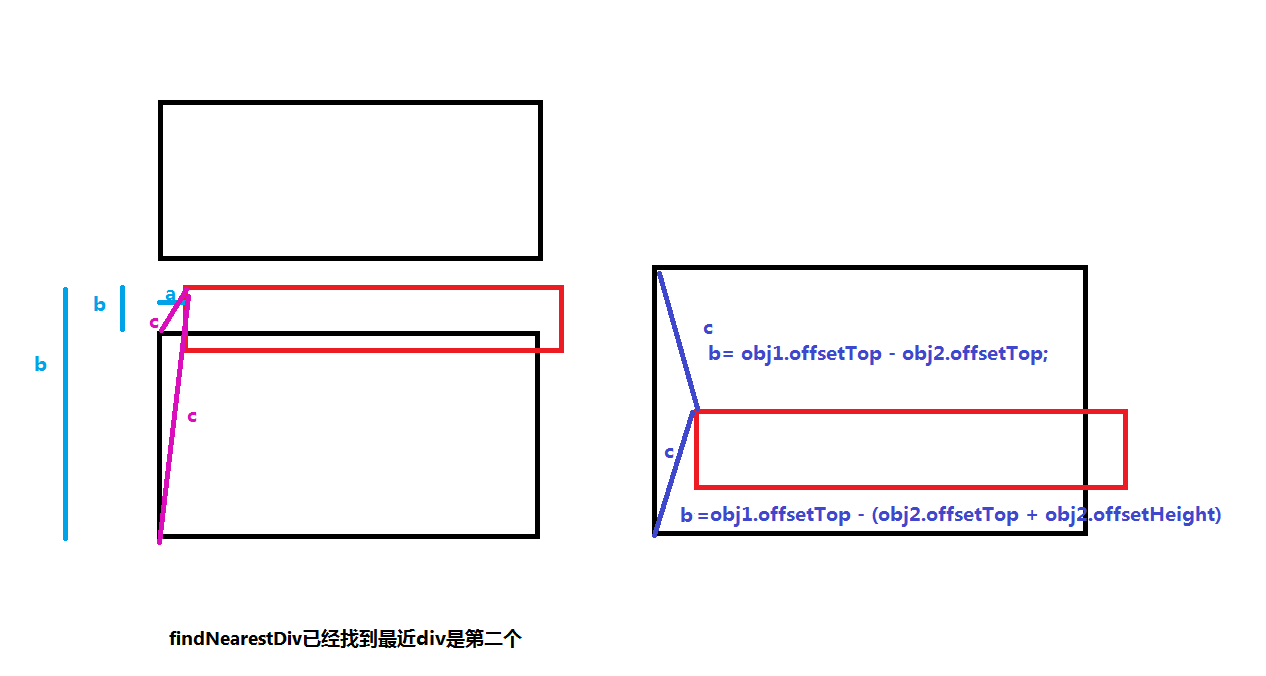 a
b
c
b
c
c
b = obj1.offsetTop - obj2.offsetTop;
c
b =obj1.offsetTop - (obj2.offsetTop + obj2.offsetHeight)
findNearestDiv已经找到最近div是第二个